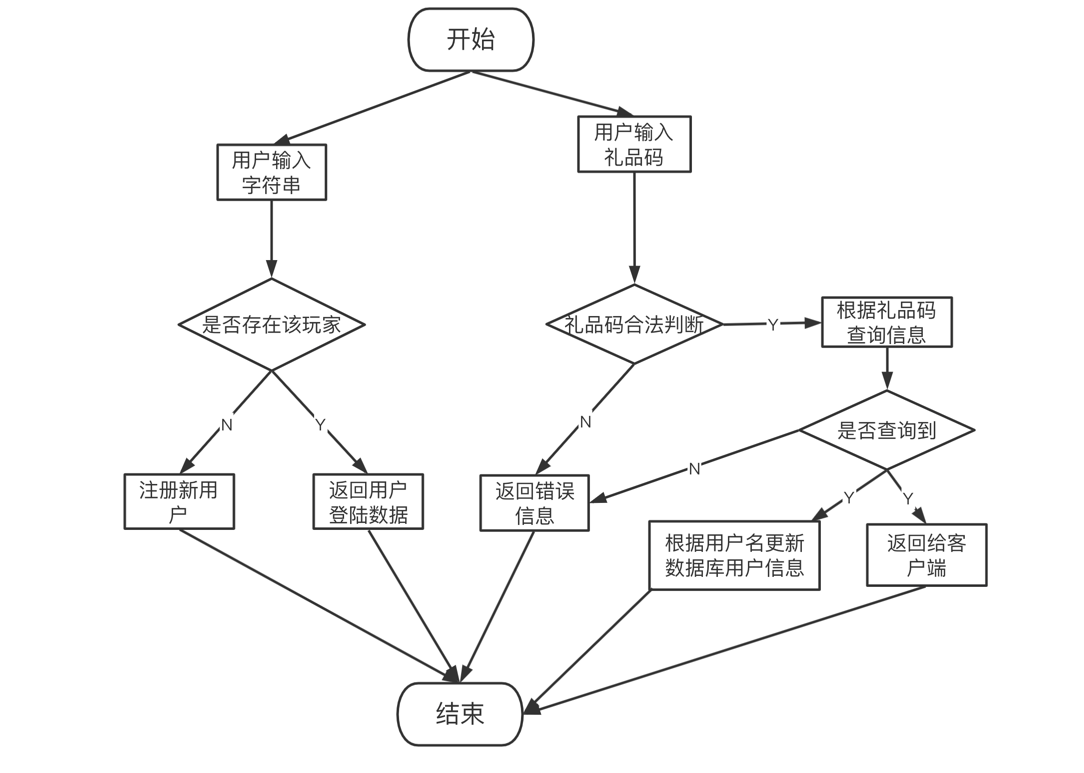 开始
用户输入
字符串
用户输入
礼品码
是否存在该玩家
礼品码合法判断
Y
根据礼品码
查询信息
N
Y
N
是否查询到
N
Y
Y
注册新用
户
返回用户
登陆数据
返回错误
信息
根据用户名更新
数据库用户信息
返回给客
户端
结束